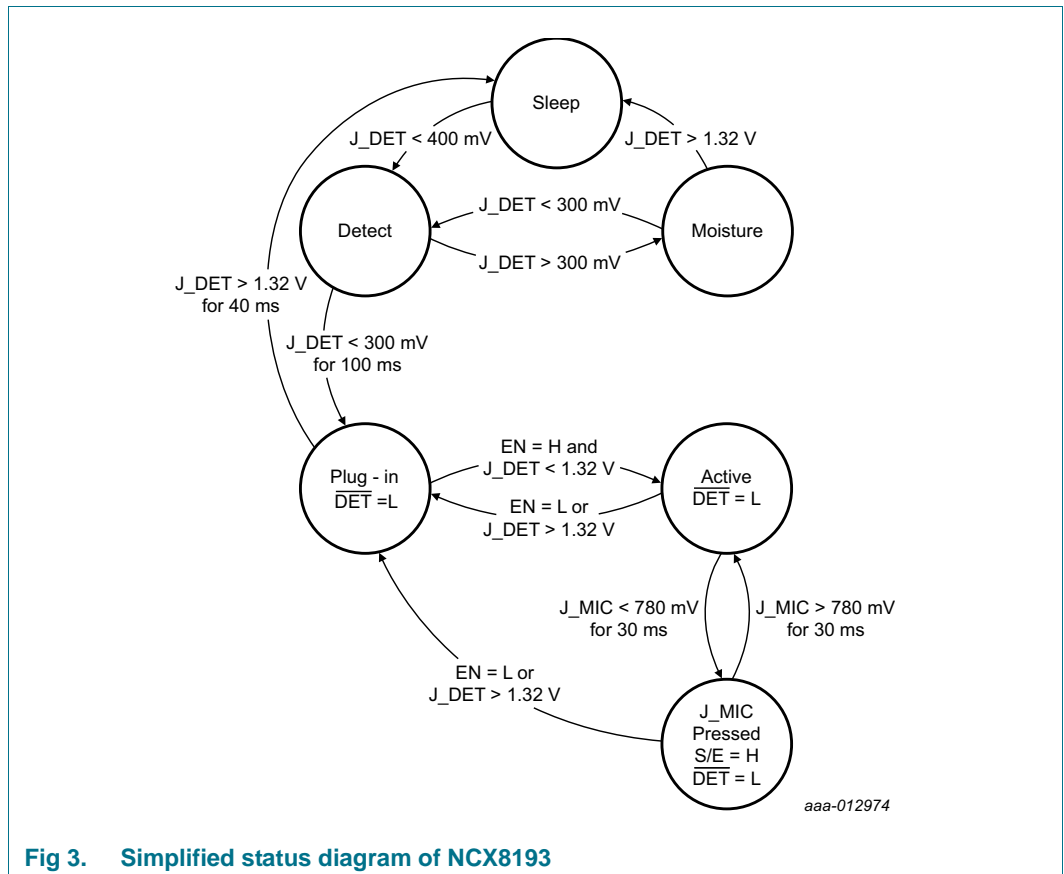 Sleep
J_DET < 400 mV
J_DET > 1.32 V
Detect
J_DET < 300 mV
J_DET > 300 mV
Moisture
J_DET > 1.32 V
for 40 ms
J_DET < 300 mV
for 100 ms
Plug - in
DET =L
EN = H and
J_DET < 1.32 V
EN = L or
J_DET > 1.32 V
Active
DET = L
J_MIC < 780 mV
for 30 ms
J_MIC > 780 mV
for 30 ms
EN = L or
J_DET > 1.32 V
J_MIC
Pressed
S/E = H
DET = L
aaa-012974
Fig 3. Simplified status diagram of NCX8193